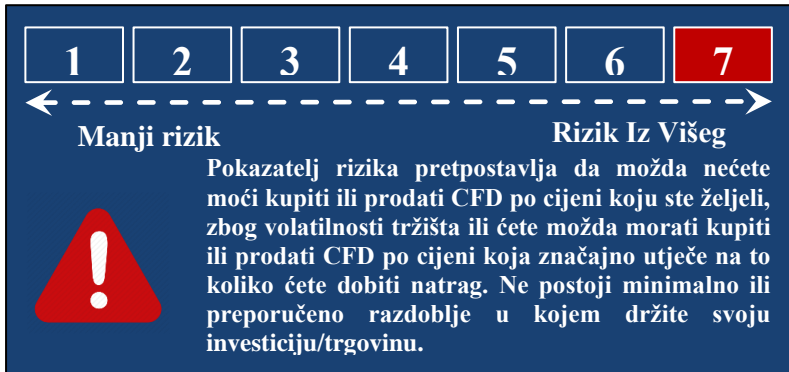 1 2 3 4 5 6 7
Manji rizik Rizik Iz Višeg
Pokazatelj rizika pretpostavlja da možda nećete
moći kupiti ili prodati CFD po cijeni koju ste željeli,
zbog volatilnosti tržišta ili ćete možda morati kupiti
ili prodati CFD po cijeni koja značajno utječe na to
koliko ćete dobiti natrag. Ne postoji minimalno ili
preporučeno razdoblje u kojem držite svoju
investiciju/trgovinu.